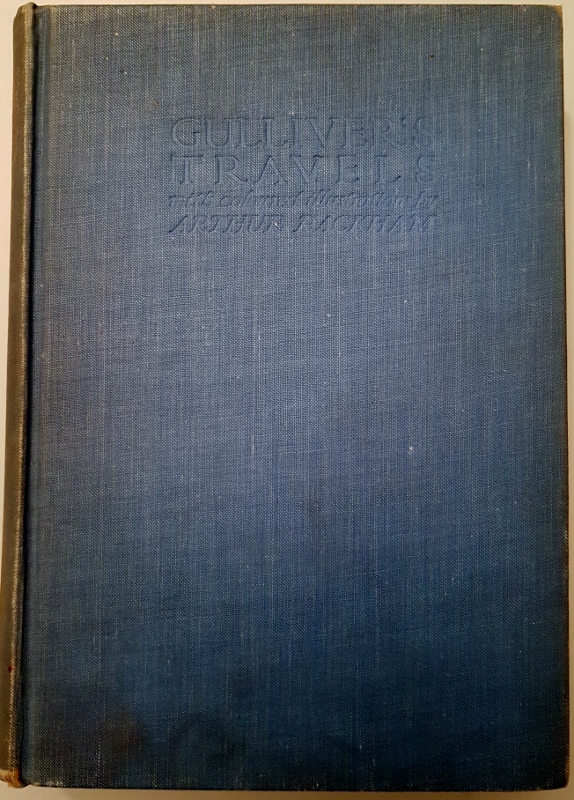 GULLIVER'S
TRAVELS
with coloured illustrations by
ARTHUR RACKHAM